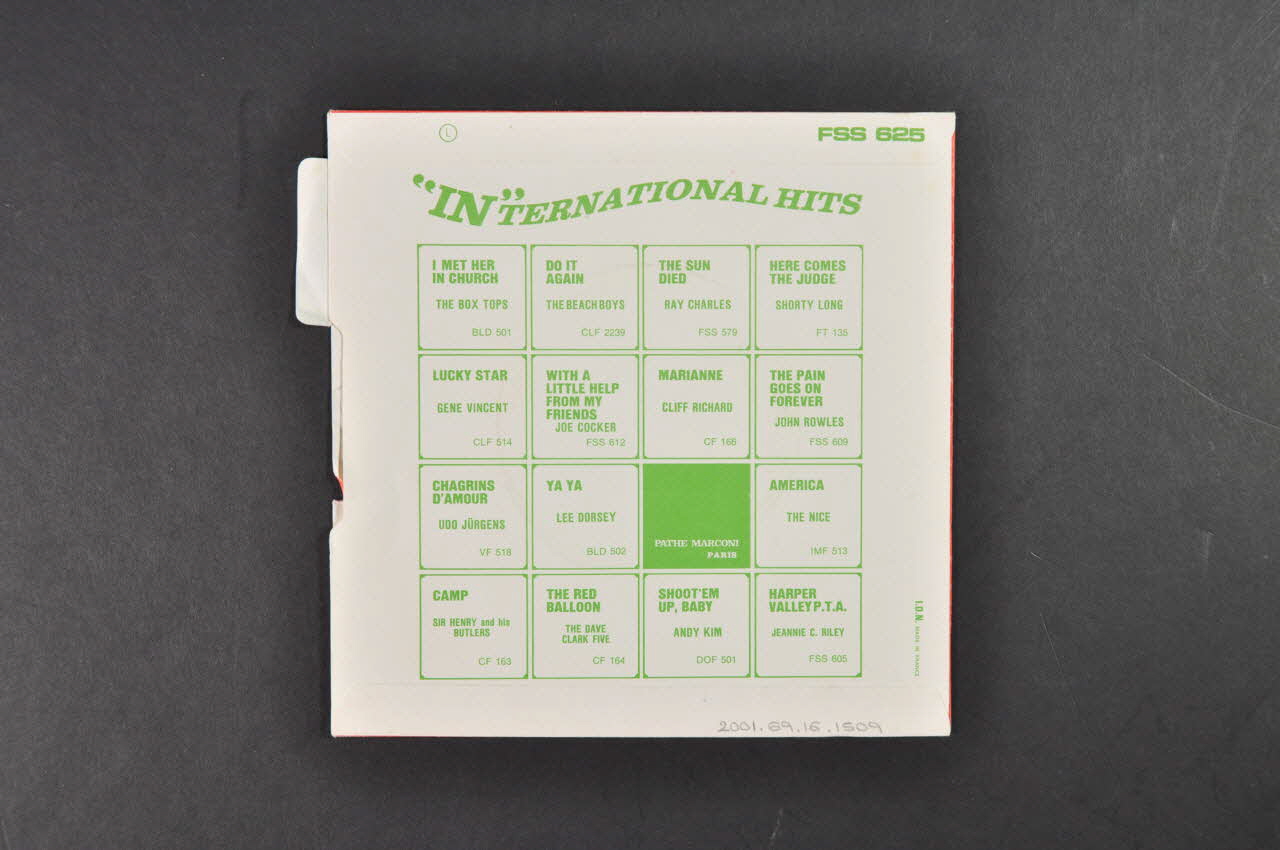 L
FSS 625
“IN”TERNATIONAL HITS
I MET HER
IN CHURCH
THE BOX TOPS
BLD 501
DO IT
AGAIN
THE BEACH BOYS
CLF 2239
THE SUN
DIED
RAY CHARLES
FSS 579
HERE COMES
THE JUDGE
SHORTY LONG
FT 135
LUCKY STAR
GENE VINCENT
CLF 514
WITH A
LITTLE HELP
FROM MY
FRIENDS
JOE COCKER
FSS 612
MARIANNE
CLIFF RICHARD
CF 166
THE PAIN
GOES ON
FOREVER
JOHN ROWLES
FSS 609
CHAGRINS
D'AMOUR
UDO JÜRGENS
VF 518
YA YA
LEE DORSEY
BLD 502
PATHE MARCONI
PARIS
AMERICA
THE NICE
IMF 513
CAMP
SIR HENRY and his
BUTLERS
CF 163
THE RED
BALLOON
THE DAVE
CLARK FIVE
CF 164
SHOOT'EM
UP, BABY
ANDY KIM
DOF 501
HARPER
VALLEY P.T.A.
JEANNIE C. RILEY
FSS 605
I.D.N. MADE IN FRANCE
2001.69.16.1509